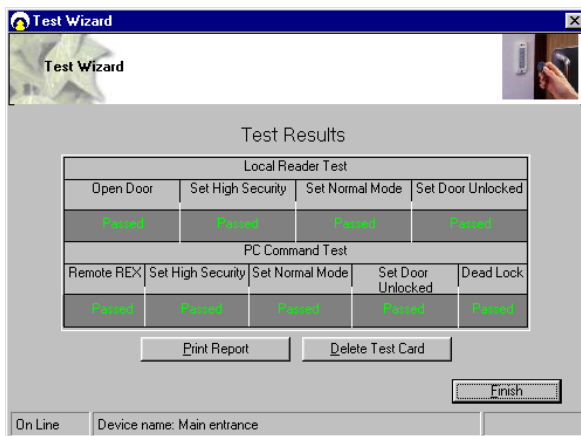 Test Wizard
Test Wizard
Test Results
Local Reader Test
Open Door Set High Security Set Normal Mode Set Door Unlocked
Passed Passed Passed Passed
PC Command Test
Remote REX Set High Security Set Normal Mode Set Door Unlocked Dead Lock
Passed Passed Passed Passed Passed
Print Report Delete Test Card
Finish
On Line Device name: Main entrance